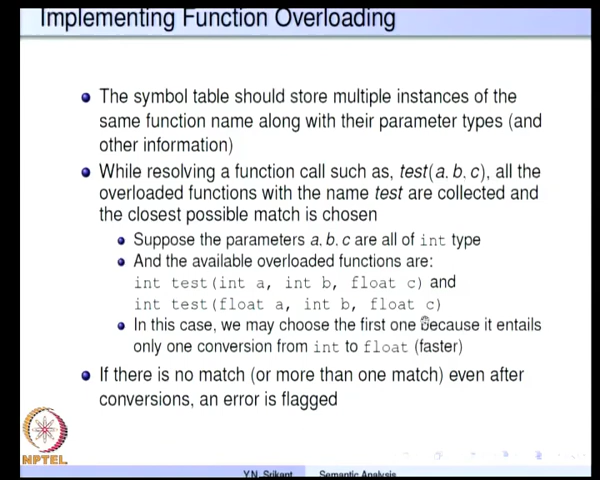 Implementing Function Overloading
The symbol table should store multiple instances of the
same function name along with their parameter types (and
other information)
While resolving a function call such as, test(a, b, c), all the
overloaded functions with the name test are collected and
the closest possible match is chosen
Suppose the parameters a, b, c are all of int type
And the available overloaded functions are:
int test(int a, int b, float c) and
int test(float a, int b, float c)
In this case, we may choose the first one because it entails
only one conversion from int to float (faster)
If there is no match (or more than one match) even after
conversions, an error is flagged
NPTEL
Y.N. Srikant Semantic Analysis